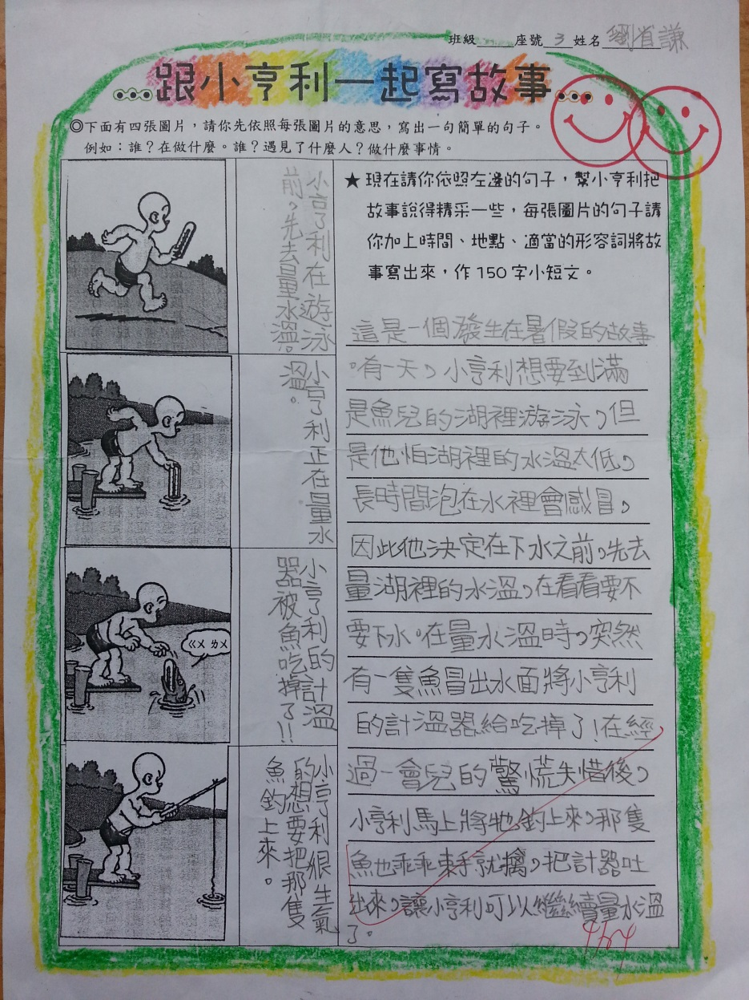 班級 座號 3 姓名 劉省謙
...跟小亨利一起寫故事...
◎下面有四張圖片，請你先依照每張圖片的意思，寫出一句簡單的句子。
例如：誰？在做什麼。誰？遇見了什麼人？做什麼事情。
小亨利在游泳
前，先去量水溫。
小亨利正在量水
溫。
小亨利的計溫
器被魚吃掉了!!
ㄍㄨ ㄌㄨ
小亨利很生氣
的想要把那隻
魚釣上來。
★ 現在請你依照左邊的句子，幫小亨利把
故事說得精采一些，每張圖片的句子請
你加上時間、地點、適當的形容詞將故
事寫出來，作 150 字小短文。
這是一個發生在暑假的故事
。有一天，小亨利想要到滿
是魚兒的湖裡游泳，但
是他怕湖裡的水溫太低，
長時間泡在水裡會感冒，
因此他決定在下水之前，先去
量湖裡的水溫，在看看要不
要下水。在量水溫時，突然
有一隻魚冒出水面將小亨利
的計溫器給吃掉了！在經
過一會兒的驚慌失惜後，
小亨利馬上將牠釣上來，那隻
魚也乖乖束手就擒，把計器吐
出來，讓小亨利可以繼續量水溫
了。